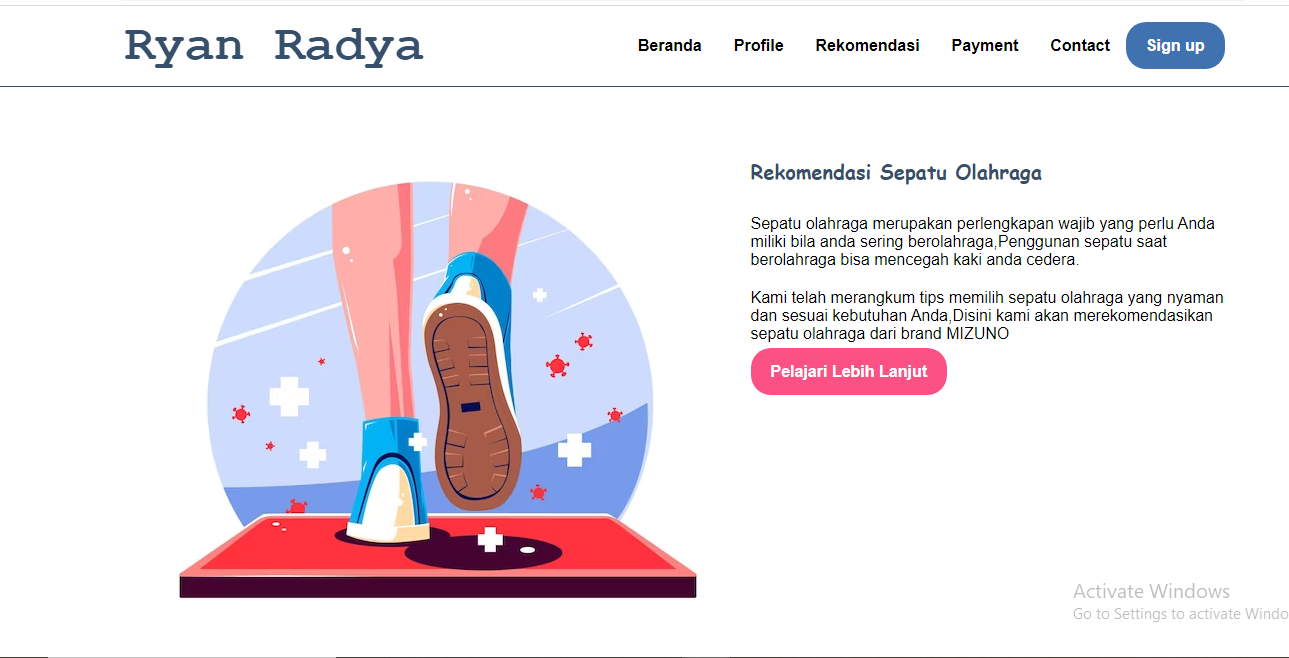 Ryan Radya
Beranda Profile Rekomendasi Payment Contact Sign up
Rekomendasi Sepatu Olahraga
Sepatu olahraga merupakan perlengkapan wajib yang perlu Anda
miliki bila anda sering berolahraga,Penggunan sepatu saat
berolahraga bisa mencegah kaki anda cedera.
Kami telah merangkum tips memilih sepatu olahraga yang nyaman
dan sesuai kebutuhan Anda,Disini kami akan merekomendasikan
sepatu olahraga dari brand MIZUNO
Pelajari Lebih Lanjut
Activate Windows
Go to Settings to activate Windo